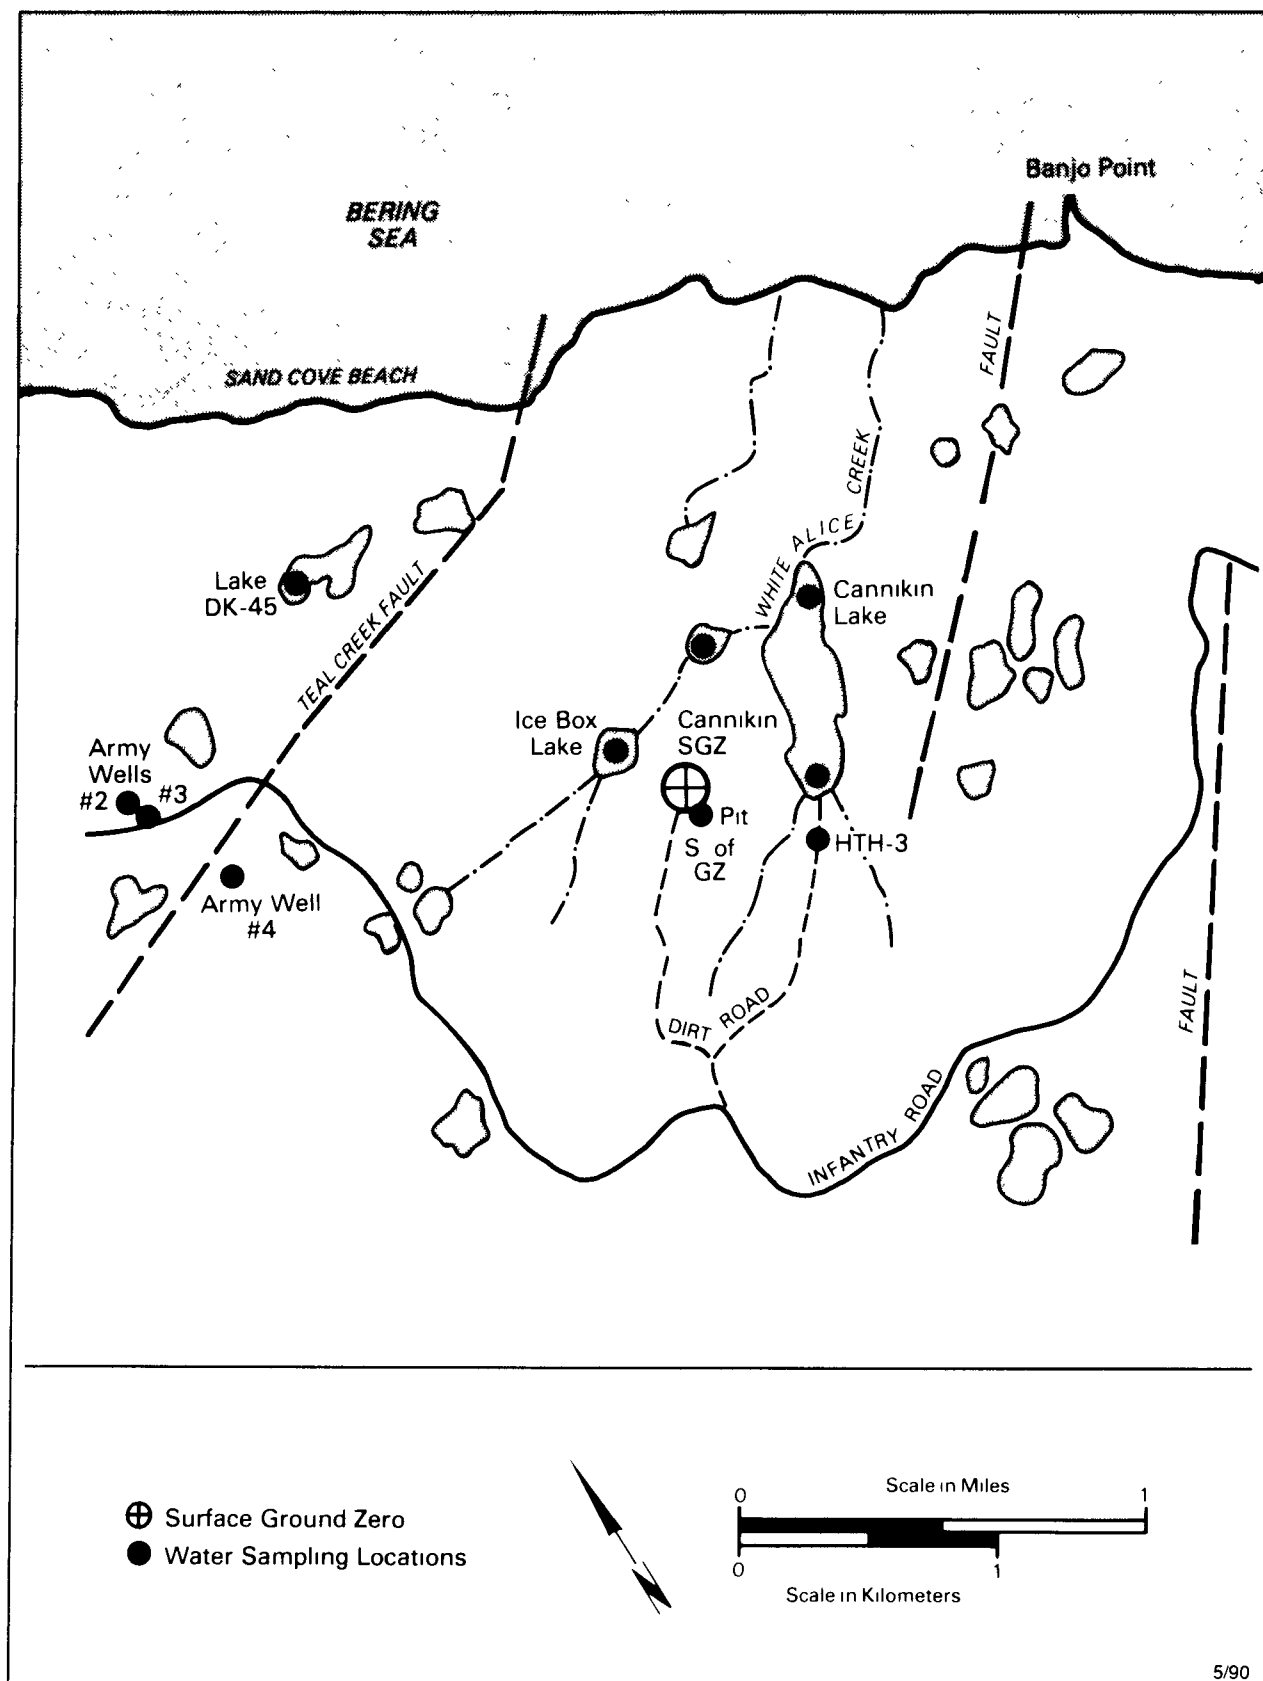 Banjo Point
BERING
SEA
FAULT
SAND COVE BEACH
CREEK
WHITE ALICE
Lake
DK-45
TEAL CREEK FAULT
Cannikin
Lake
Ice Box
Lake
Cannikin
SGZ
Army
Wells
#2
#3
Pit
S of
GZ
HTH-3
Army Well
#4
FAULT
DIRT ROAD
INFANTRY ROAD
Surface Ground Zero
Water Sampling Locations
N
Scale in Miles
0 1
0 1
Scale in Kilometers
5/90